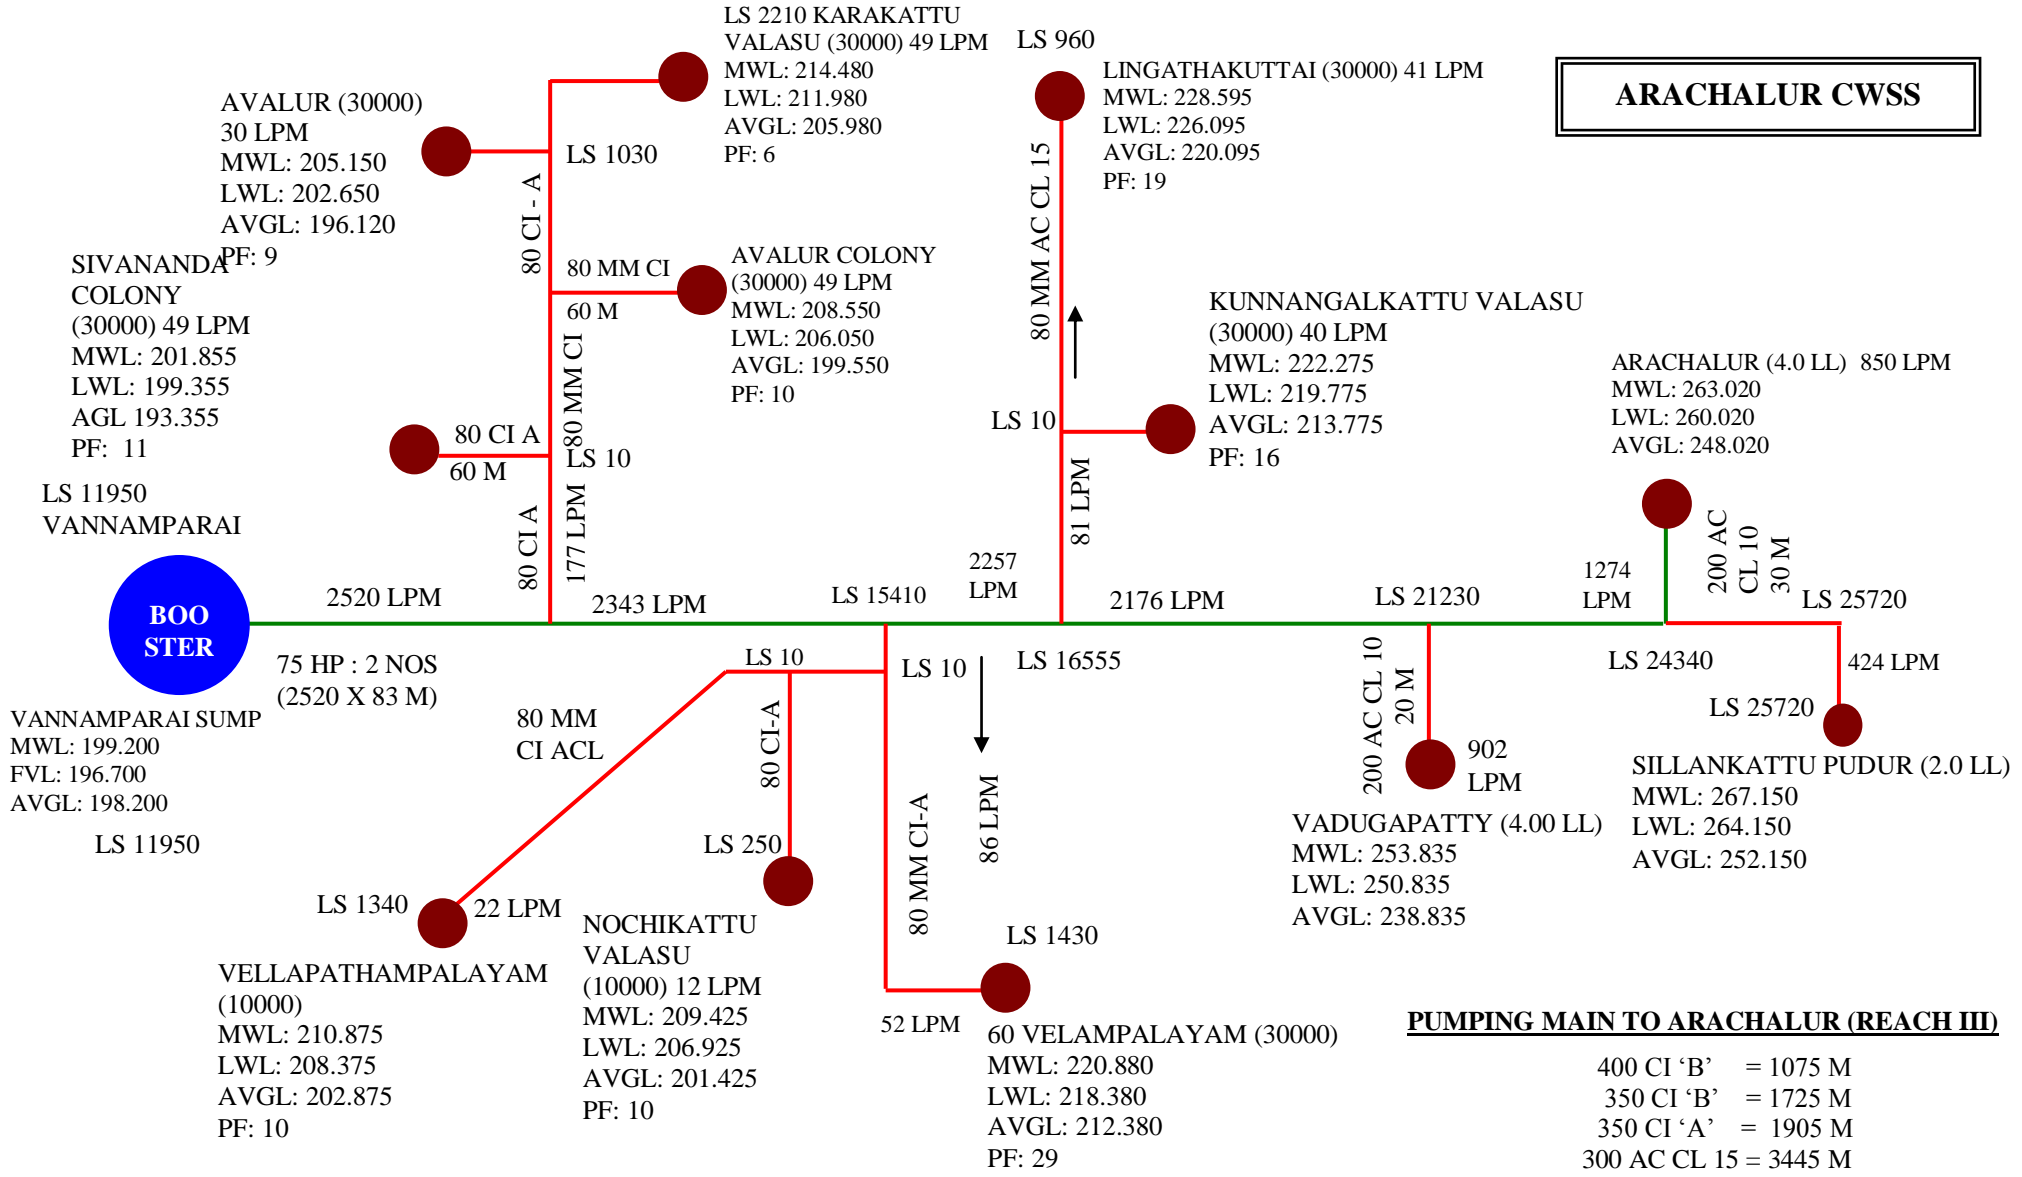 LS 2210 KARAKATTU
VALASU (30000) 49 LPM
MWL: 214.480
LWL: 211.980
AVGL: 205.980
PF: 6
LS 960
LINGATHAKUTTAI (30000) 41 LPM
MWL: 228.595
LWL: 226.095
AVGL: 220.095
PF: 19
ARACHALUR CWSS
AVALUR (30000)
30 LPM
MWL: 205.150
LWL: 202.650
AVGL: 196.120
PF: 9
LS 1030
80 CI - A
80 MM AC CL 15
SIVANANDA
COLONY
(30000) 49 LPM
MWL: 201.855
LWL: 199.355
AGL 193.355
PF:  11
80 MM CI
60 M
AVALUR COLONY
(30000) 49 LPM
MWL: 208.550
LWL: 206.050
AVGL: 199.550
PF: 10
KUNNANGALKATTU VALASU
(30000) 40 LPM
MWL: 222.275
LWL: 219.775
AVGL: 213.775
PF: 16
LS 10
81 LPM
ARACHALUR (4.0 LL)  850 LPM
MWL: 263.020
LWL: 260.020
AVGL: 248.020
80 MM CI
80 CI A
60 M
LS 10
80 CI A
177 LPM
LS 11950
VANNAMPARAI
BOO
STER
2520 LPM
2343 LPM
LS 15410
2257
LPM
2176 LPM
LS 21230
1274
LPM
200 AC
CL 10
30 M
LS 25720
75 HP : 2 NOS
(2520 X 83 M)
LS 10
LS 10
LS 16555
200 AC CL 10
20 M
LS 24340
424 LPM
LS 25720
VANNAMPARAI SUMP
MWL: 199.200
FVL: 196.700
AVGL: 198.200
LS 11950
80 MM
CI ACL
80 CI-A
80 MM CI-A
86 LPM
902
LPM
SILLANKATTU PUDUR (2.0 LL)
MWL: 267.150
LWL: 264.150
AVGL: 252.150
VADUGAPATTY (4.00 LL)
MWL: 253.835
LWL: 250.835
AVGL: 238.835
LS 250
LS 1340
22 LPM
VELLAPATHAMPALAYAM
(10000)
MWL: 210.875
LWL: 208.375
AVGL: 202.875
PF: 10
NOCHIKATTU
VALASU
(10000) 12 LPM
MWL: 209.425
LWL: 206.925
AVGL: 201.425
PF: 10
LS 1430
52 LPM
60 VELAMPALAYAM (30000)
MWL: 220.880
LWL: 218.380
AVGL: 212.380
PF: 29
PUMPING MAIN TO ARACHALUR (REACH III)
400 CI ‘B’ = 1075 M
350 CI ‘B’ = 1725 M
350 CI ‘A’ = 1905 M
300 AC CL 15 = 3445 M